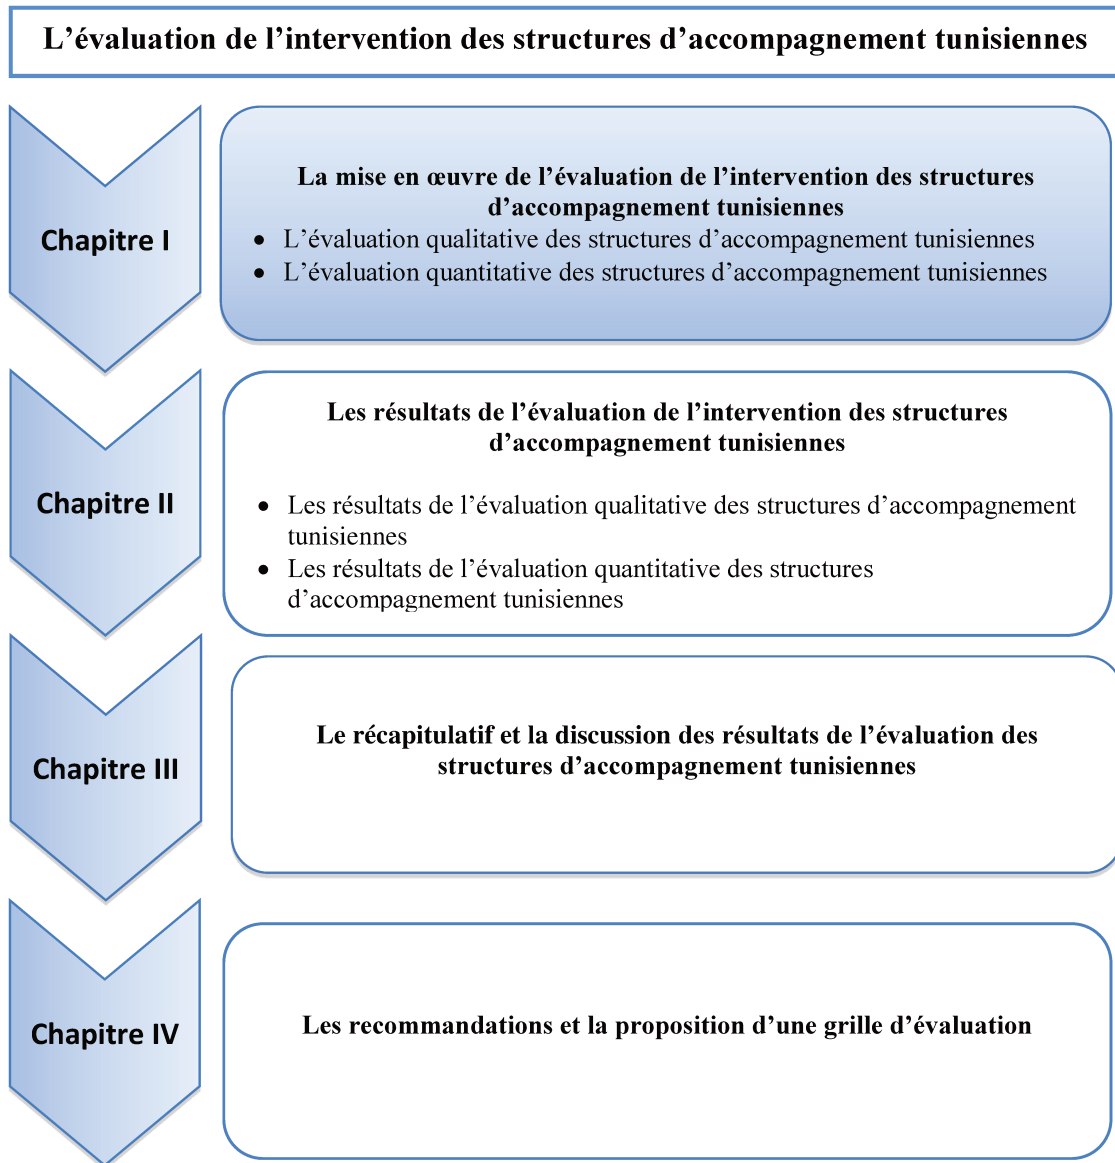 L’évaluation de l’intervention des structures d’accompagnement tunisiennes
Chapitre I
La mise en œuvre de l’évaluation de l’intervention des structures
d’accompagnement tunisiennes
• L’évaluation qualitative des structures d’accompagnement tunisiennes
• L’évaluation quantitative des structures d’accompagnement tunisiennes
Chapitre II
Les résultats de l’évaluation de l’intervention des structures
d’accompagnement tunisiennes
• Les résultats de l’évaluation qualitative des structures d’accompagnement
tunisiennes
• Les résultats de l’évaluation quantitative des structures
d’accompagnement tunisiennes
Chapitre III
Le récapitulatif et la discussion des résultats de l’évaluation des
structures d’accompagnement tunisiennes
Chapitre IV
Les recommandations et la proposition d’une grille d’évaluation